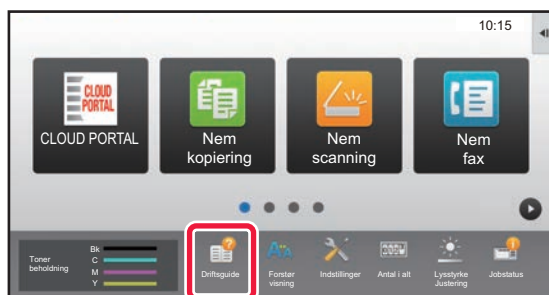 10:15
CLOUD
PORTAL
CLOUD PORTAL
Nem
kopiering
Nem
scanning
Nem
fax
Toner
beholdning
Bk
C
M
Y
Driftsguide
Forstør
visning
Indstillinger
Antal i alt
Lysstyrke
Justering
Jobstatus